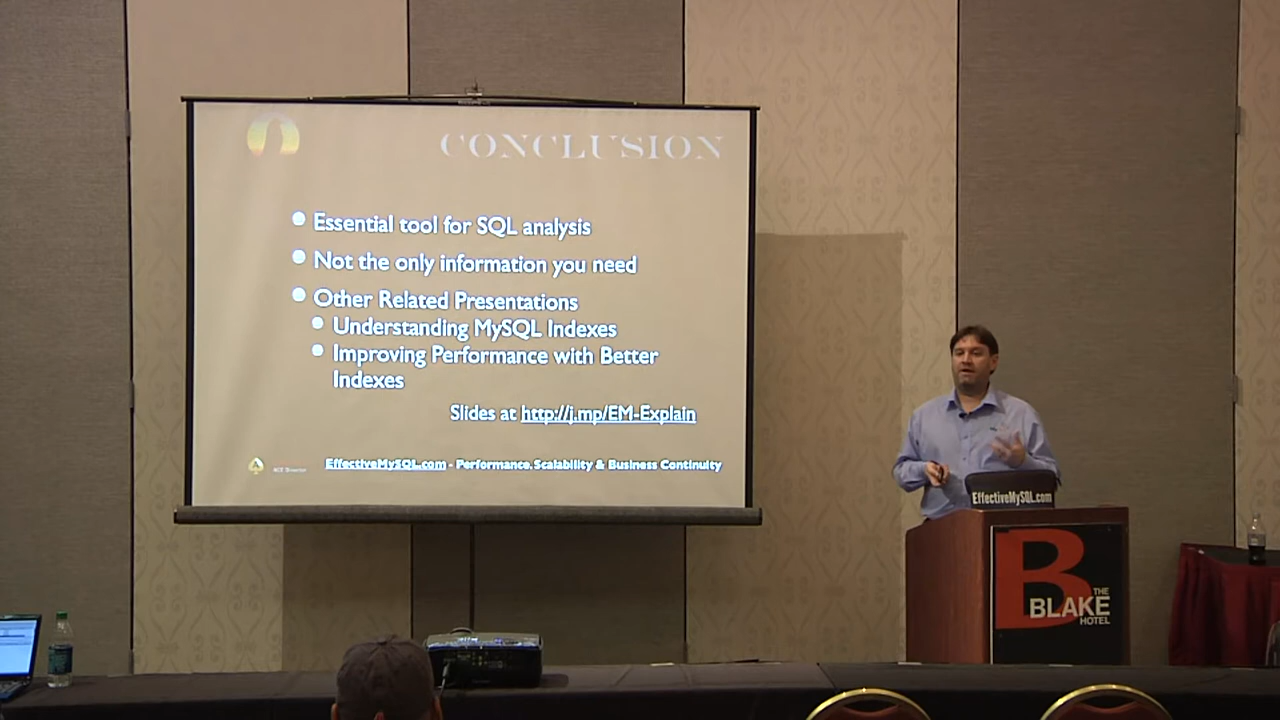 CONCLUSION
Essential tool for SQL analysis
Not the only information you need
Other Related Presentations
Understanding MySQL Indexes
Improving Performance with Better
Indexes
Slides at http://j.mp/EM-Explain
EffectiveMySQL.com - Performance, Scalability & Business Continuity
EffectiveMySQL.com
B
THE
BLAKE
HOTEL